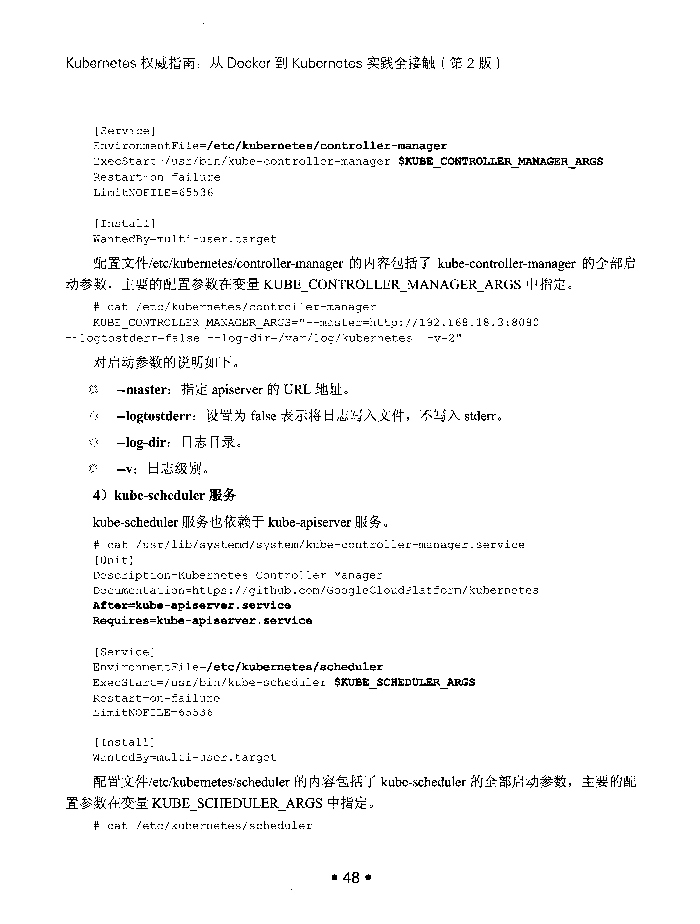 Kubernetes 权威指南：从 Docker 到 Kubernetes 实践全接触（第 2 版）
[Service]
EnvironmentFile=/etc/kubernetes/controller-manager
ExecStart=/usr/bin/kube-controller-manager $KUBE_CONTROLLER_MANAGER_ARGS
Restart=on-failure
LimitNOFILE=65536
[Install]
WantedBy=multi-user.target
配置文件/etc/kubernetes/controller-manager 的内容包括了 kube-controller-manager 的全部启
动参数，主要的配置参数在变量 KUBE_CONTROLLER_MANAGER_ARGS 中指定。
# cat /etc/kubernetes/controller-manager
KUBE_CONTROLLER_MANAGER_ARGS="--master=http://192.168.18.3:8080
--logtostderr=false --log-dir=/var/log/kubernetes --v=2"
对启动参数的说明如下。
--master：指定 apiserver 的 URL 地址。
--logtostderr：设置为 false 表示将日志写入文件，不写入 stderr。
--log-dir：日志目录。
--v：日志级别。
4）kube-scheduler 服务
kube-scheduler 服务也依赖于 kube-apiserver 服务。
# cat /usr/lib/systemd/system/kube-controller-manager.service
[Unit]
Description=Kubernetes Controller Manager
Documentation=https://github.com/GoogleCloudPlatform/kubernetes
After=kube-apiserver.service
Requires=kube-apiserver.service
[Service]
EnvironmentFile=/etc/kubernetes/scheduler
ExecStart=/usr/bin/kube-scheduler $KUBE_SCHEDULER_ARGS
Restart=on-failure
LimitNOFILE=65536
[Install]
WantedBy=multi-user.target
配置文件/etc/kubernetes/scheduler 的内容包括了 kube-scheduler 的全部启动参数，主要的配
置参数在变量 KUBE_SCHEDULER_ARGS 中指定。
# cat /etc/kubernetes/scheduler
• 48 •